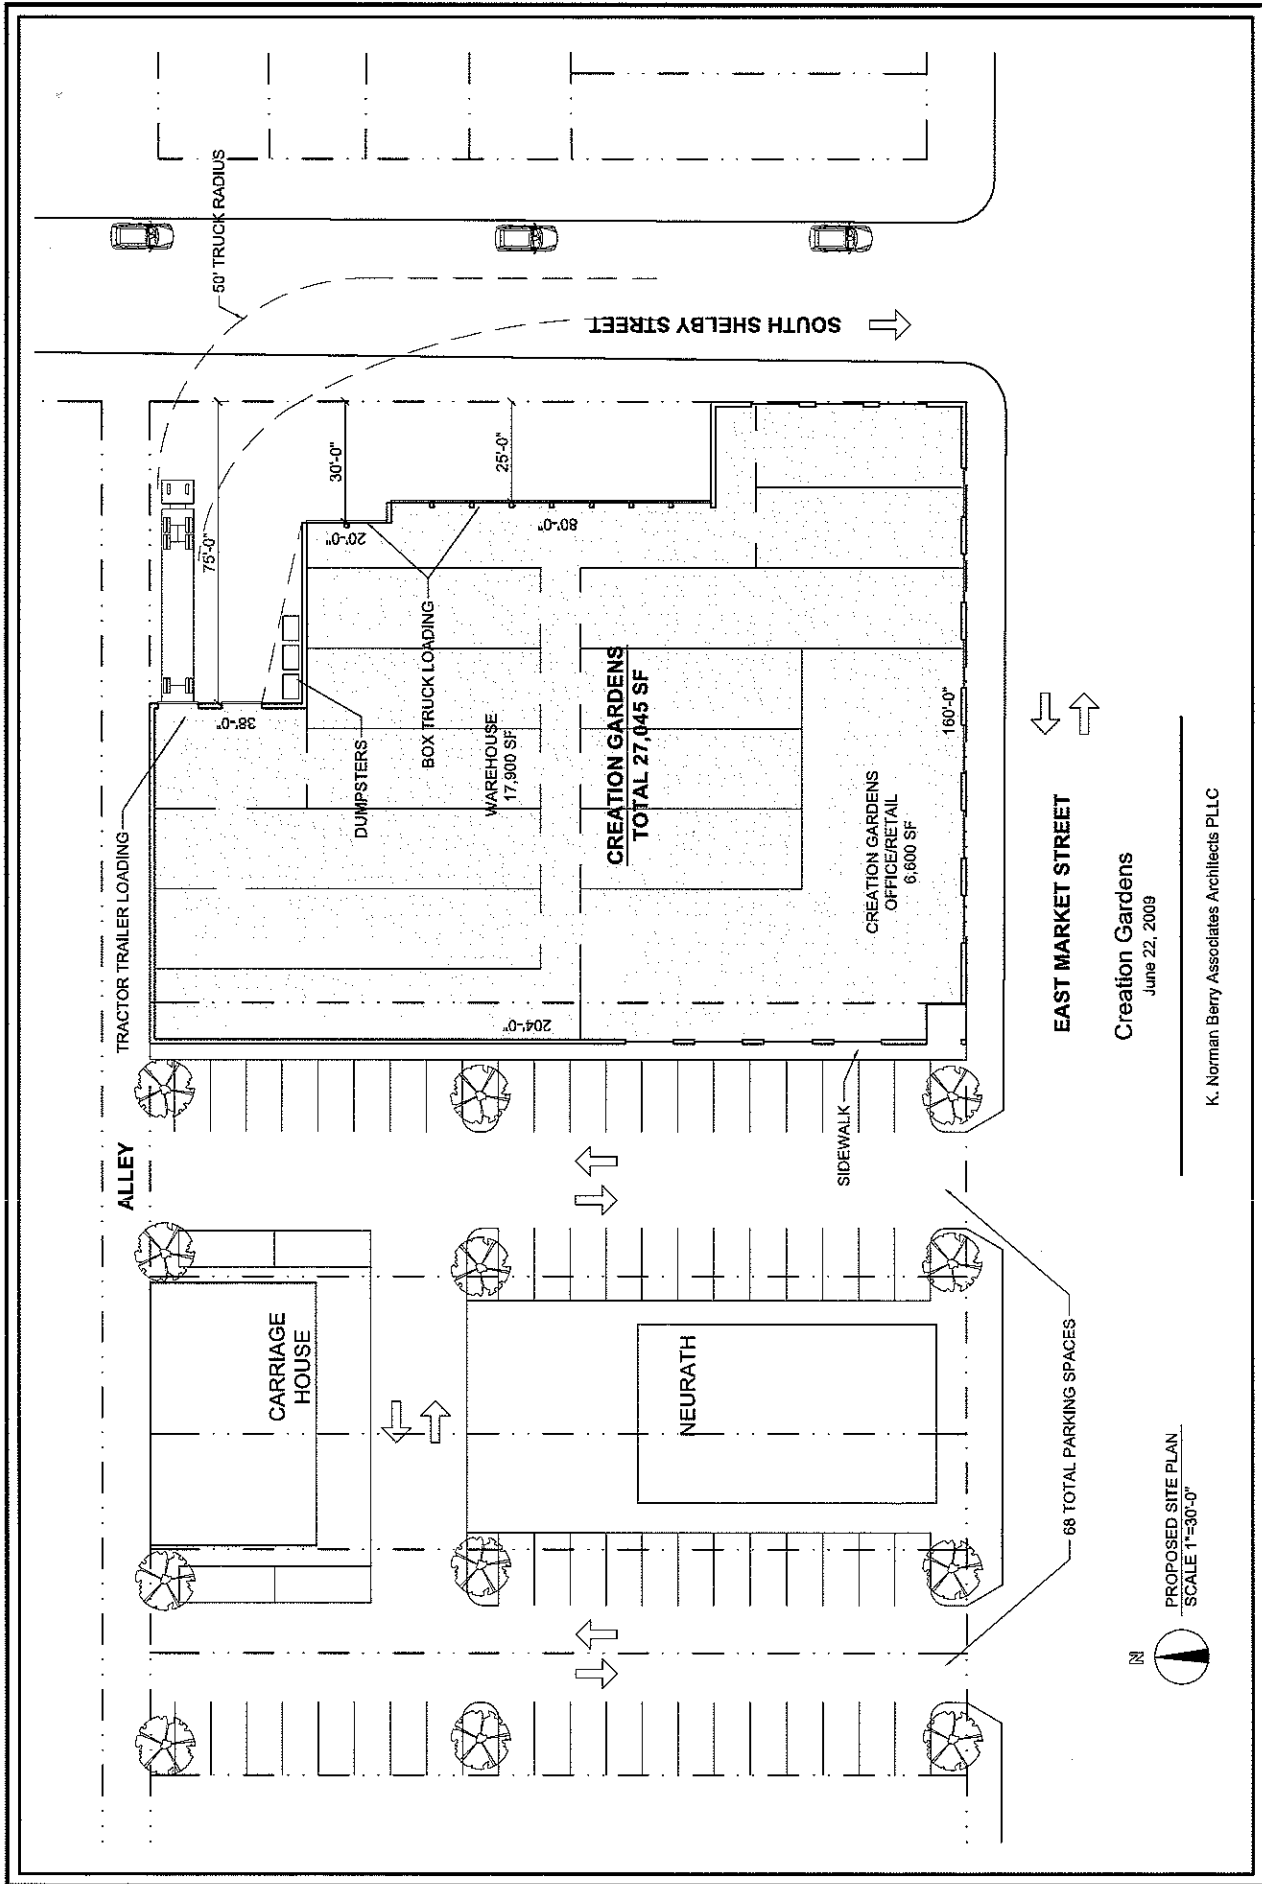 ALLEY
TRACTOR TRAILER LOADING
50' TRUCK RADIUS
75'-0"
38'-0"
30'-0"
20'-0"
25'-0"
80'-0"
DUMPSTERS
BOX TRUCK LOADING
CARRIAGE
HOUSE
WAREHOUSE
17,900 SF
CREATION GARDENS
TOTAL 27,045 SF
SOUTH SHELBY STREET
204'-0"
NEURATH
SIDEWALK
CREATION GARDENS
OFFICE/RETAIL
6,600 SF
160'-0"
68 TOTAL PARKING SPACES
EAST MARKET STREET
Creation Gardens
June 22, 2009
K. Norman Berry Associates Architects PLLC
N
PROPOSED SITE PLAN
SCALE 1"=30'-0"